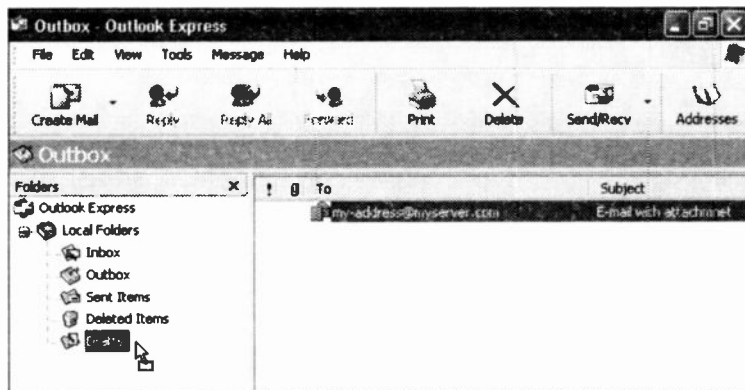 Outbox - Outlook Express
File Edit View Tools Message Help
Create Mail Reply Reply All Forward Print Delete Send/Recv Addresses
Outbox
Folders × ! To Subject
Outlook Express my-address@myserver.com E-mail with attachmnet
Local Folders
Inbox
Outbox
Sent Items
Deleted Items
Drafts